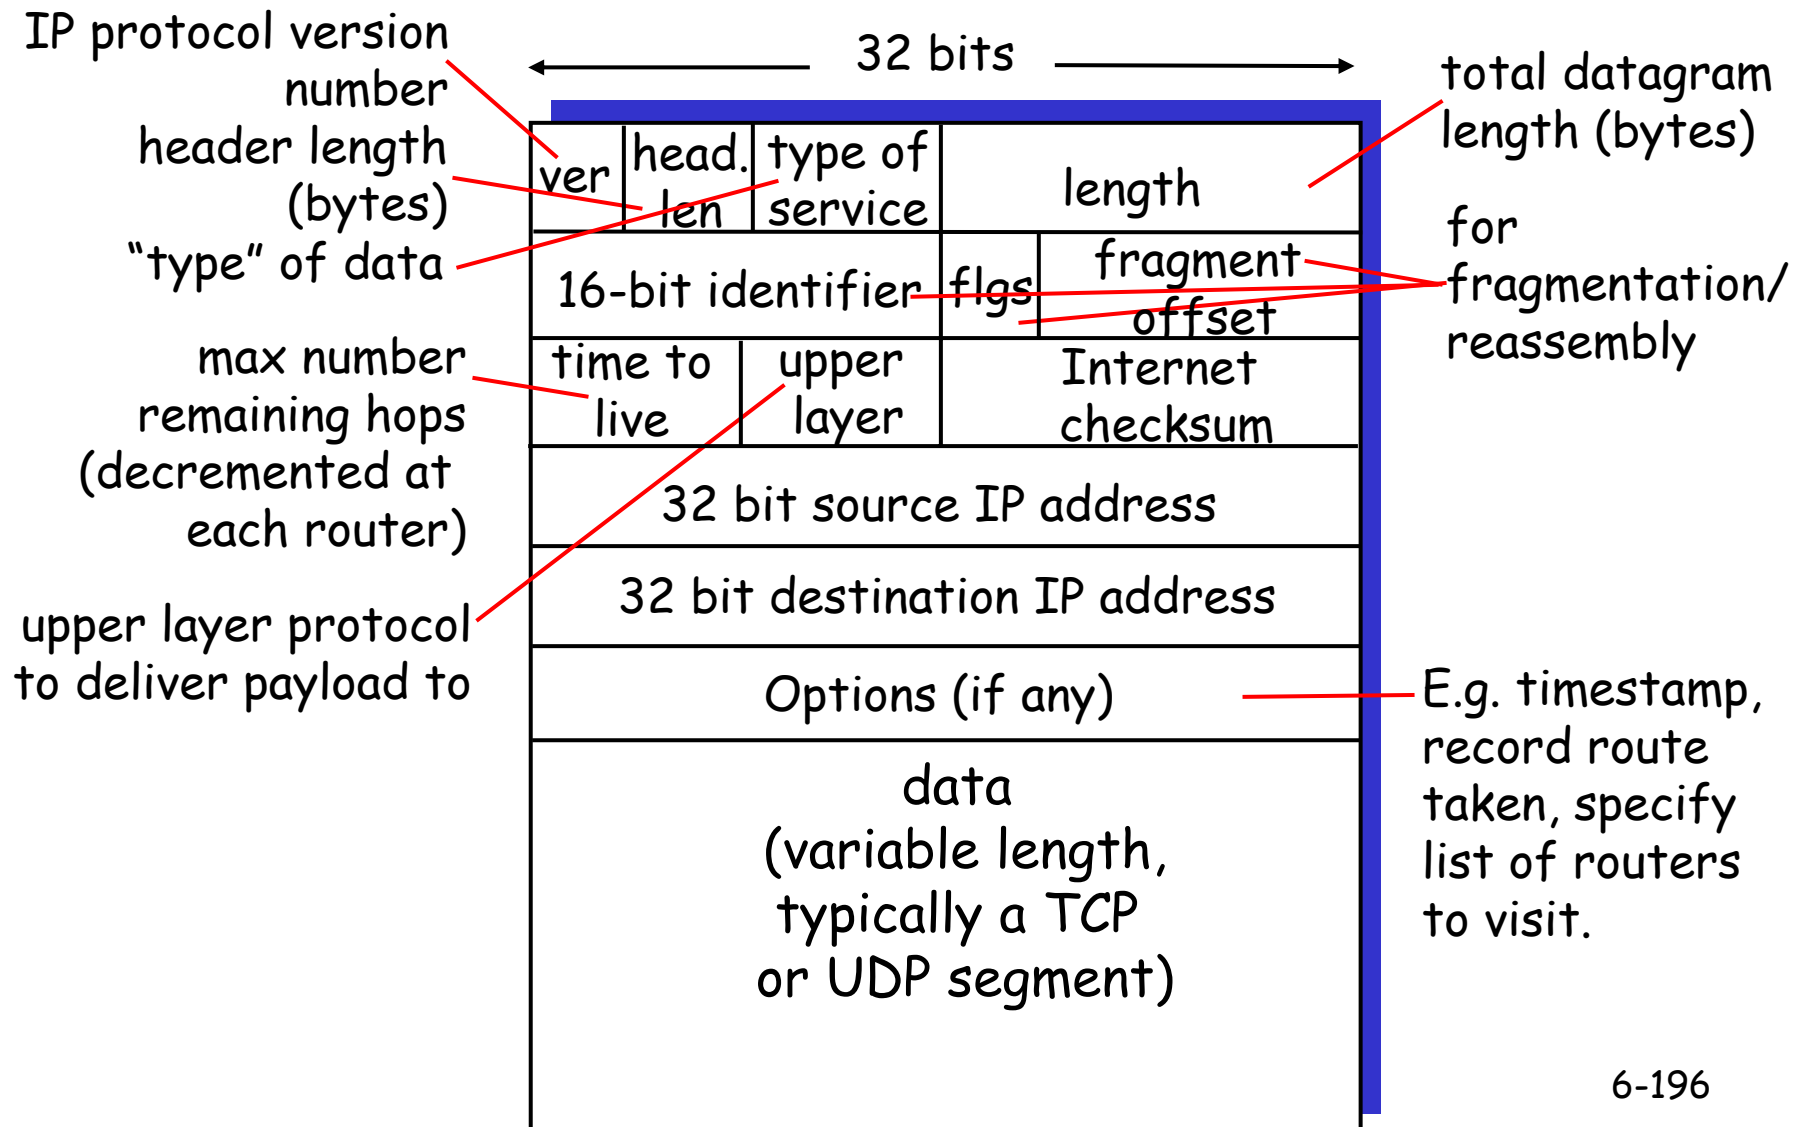 IP protocol version
number
header length
(bytes)
“type” of data
max number
remaining hops
(decremented at
each router)
upper layer protocol
to deliver payload to
32 bits
ver
head.
len
type of
service
length
16-bit identifier
flgs
fragment
offset
time to
live
upper
layer
Internet
checksum
32 bit source IP address
32 bit destination IP address
Options (if any)
data
(variable length,
typically a TCP
or UDP segment)
total datagram
length (bytes)
for
fragmentation/
reassembly
E.g. timestamp,
record route
taken, specify
list of routers
to visit.
6-196